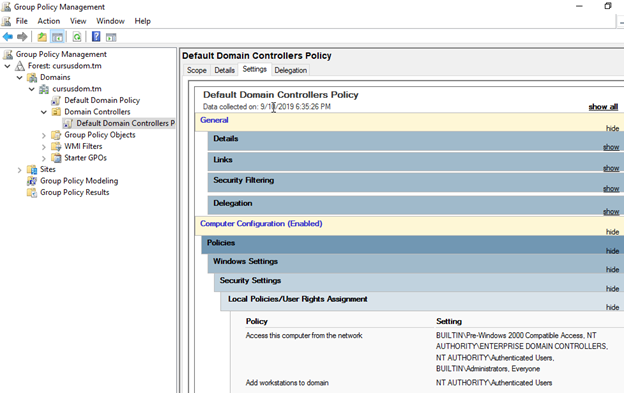 Group Policy Management
File Action View Window Help
Group Policy Management
Forest: cursusdom.tm
Domains
cursusdom.tm
Default Domain Policy
Domain Controllers
Default Domain Controllers P
Group Policy Objects
WMI Filters
Starter GPOs
Sites
Group Policy Modeling
Group Policy Results
Default Domain Controllers Policy
Scope Details Settings Delegation
Default Domain Controllers Policy
Data collected on: /2019 6:35:26 PM show all
General hide
Details show
Links show
Security Filtering show
Delegation show
Computer Configuration (Enabled) hide
Policies hide
Windows Settings hide
Security Settings hide
Local Policies/User Rights Assignment hide
Policy Setting
Access this computer from the network BUILTIN\Pre-Windows 2000 Compatible Access, NT
AUTHORITY\ENTERPRISE DOMAIN CONTROLLERS,
NT AUTHORITY\Authenticated Users,
BUILTIN\Administrators, Everyone
Add workstations to domain NT AUTHORITY\Authenticated Users